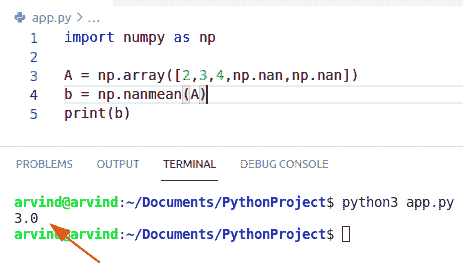 app.py > ...
1 import numpy as np
2
3 A = np.array([2,3,4,np.nan,np.nan])
4 b = np.nanmean(A)
5 print(b)
PROBLEMS OUTPUT TERMINAL DEBUG CONSOLE
arvind@arvind:~/Documents/PythonProject$ python3 app.py
3.0
arvind@arvind:~/Documents/PythonProject$